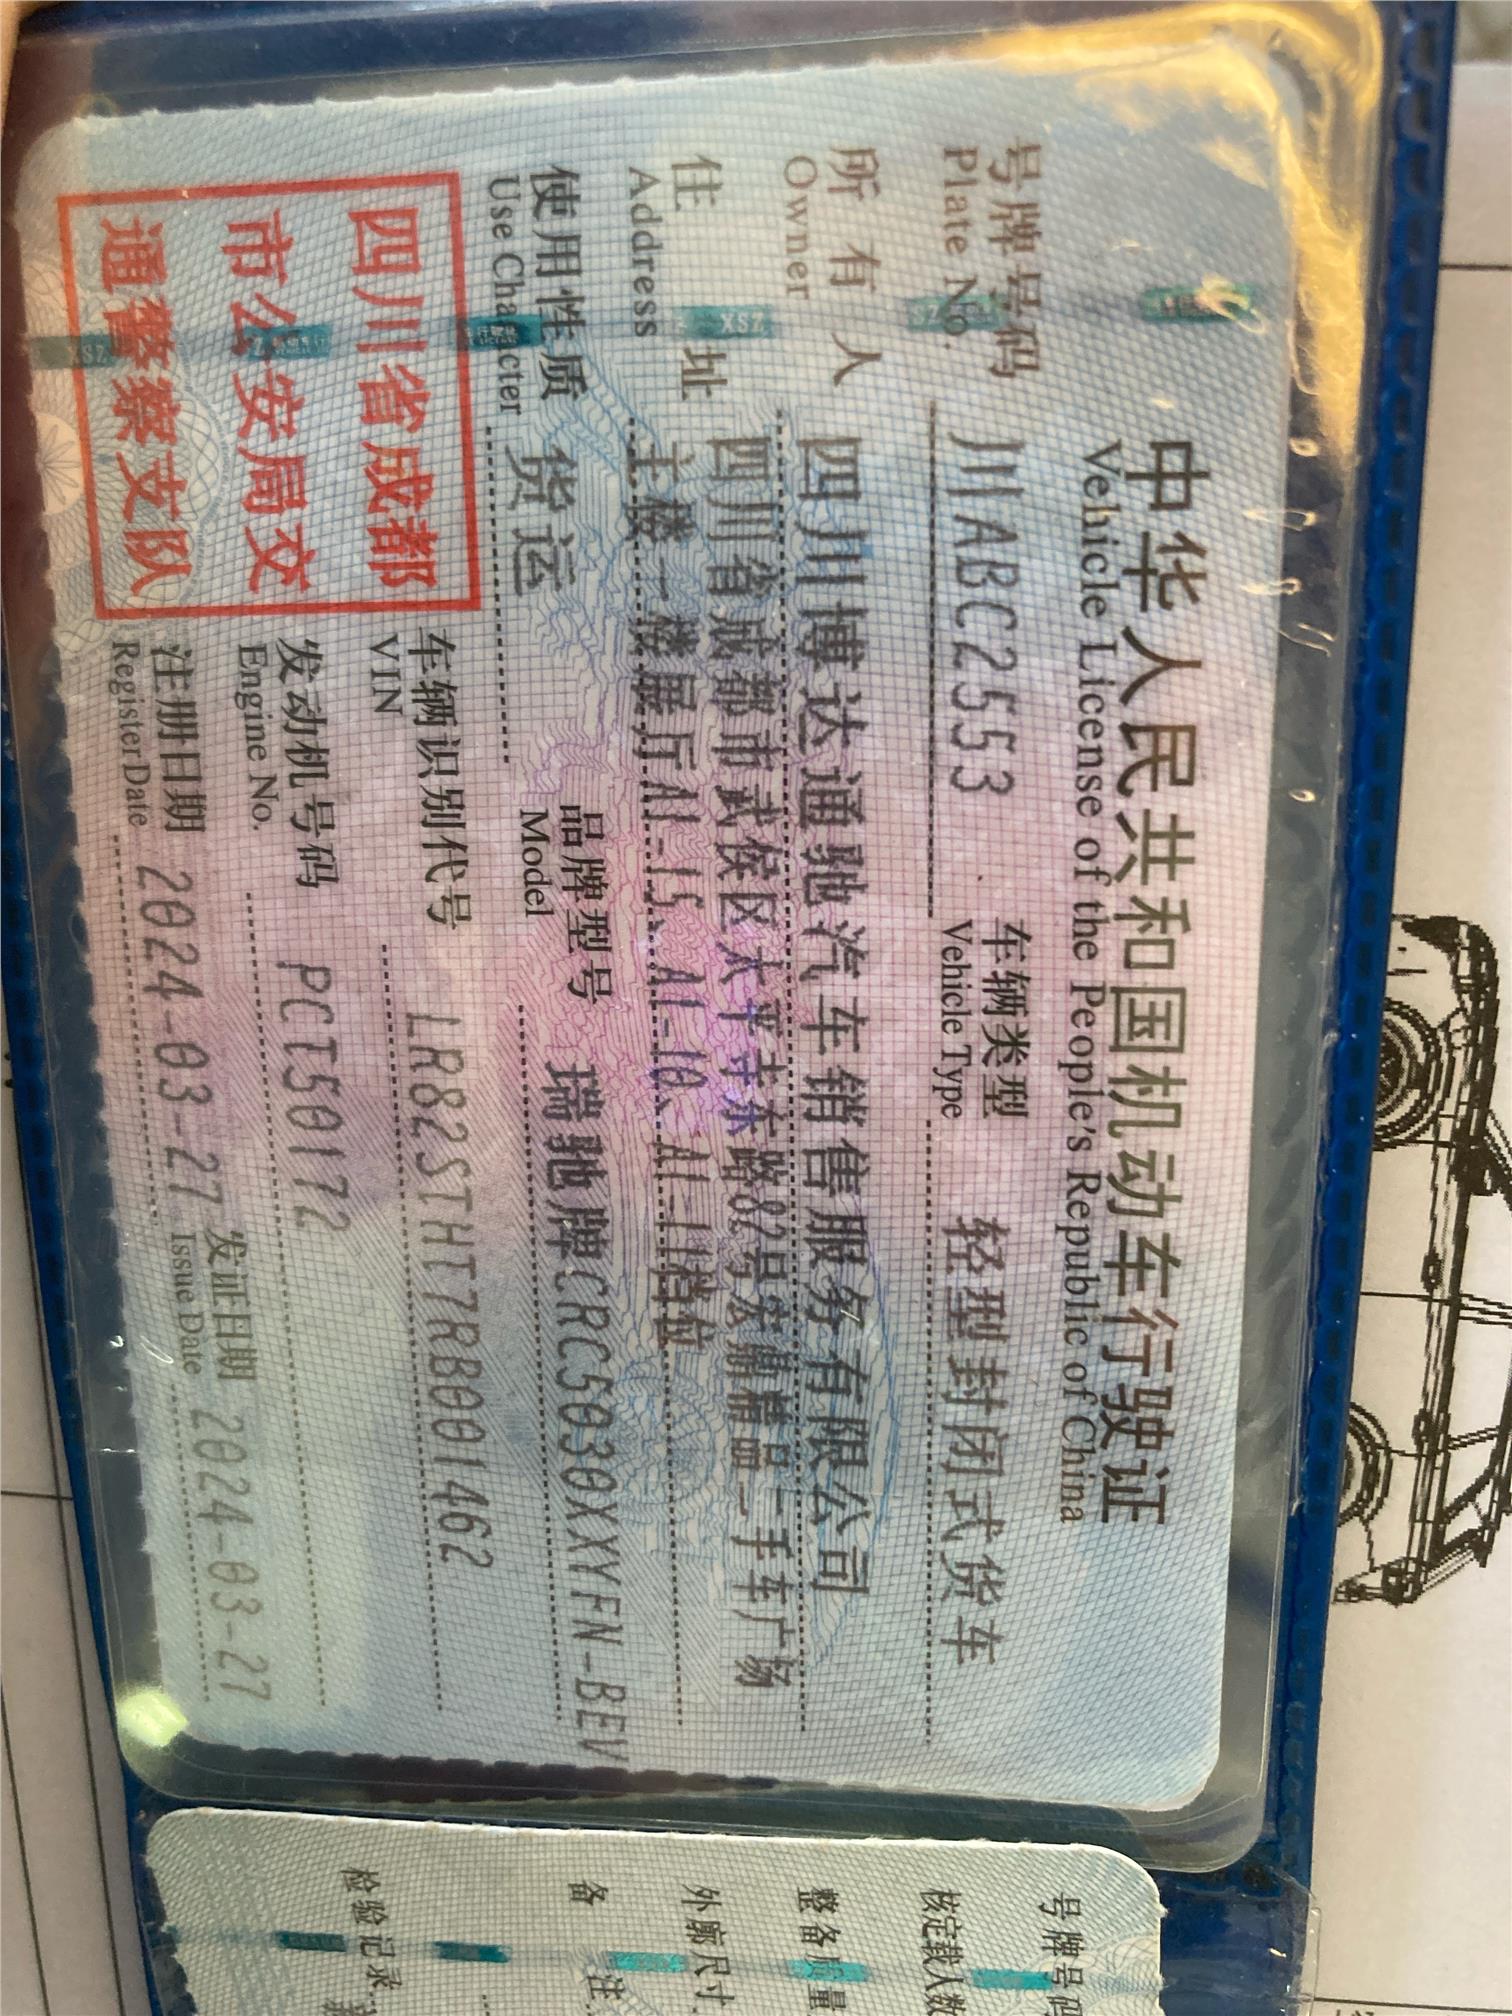 中华人民共和国机动车行驶证
Vehicle License of the People's Republic of China
号牌号码 川ABC2553 车辆类型 轻型封闭式货车
Plate No. Vehicle Type
所有人 四川博达通驰汽车销售服务有限公司
Owner
住址 四川省成都市武侯区太平寺东路82号宏盟精品二手车广场
Address 主楼一楼展厅A1-15、A1-10、A1-11档位
使用性质 货运 品牌型号 瑞驰牌CRC5030XXYFN-BEV
Use Character Model
四川省成都
市公安局交
通警察支队
车辆识别代号 LR82STHT7RB001462
VIN
发动机号码 PCT50172
Engine No.
注册日期 2024-03-27 发证日期 2024-03-27
Register Date Issue Date
号牌号码
核定载人数
整备质量
外廓尺寸
备注
检验记录